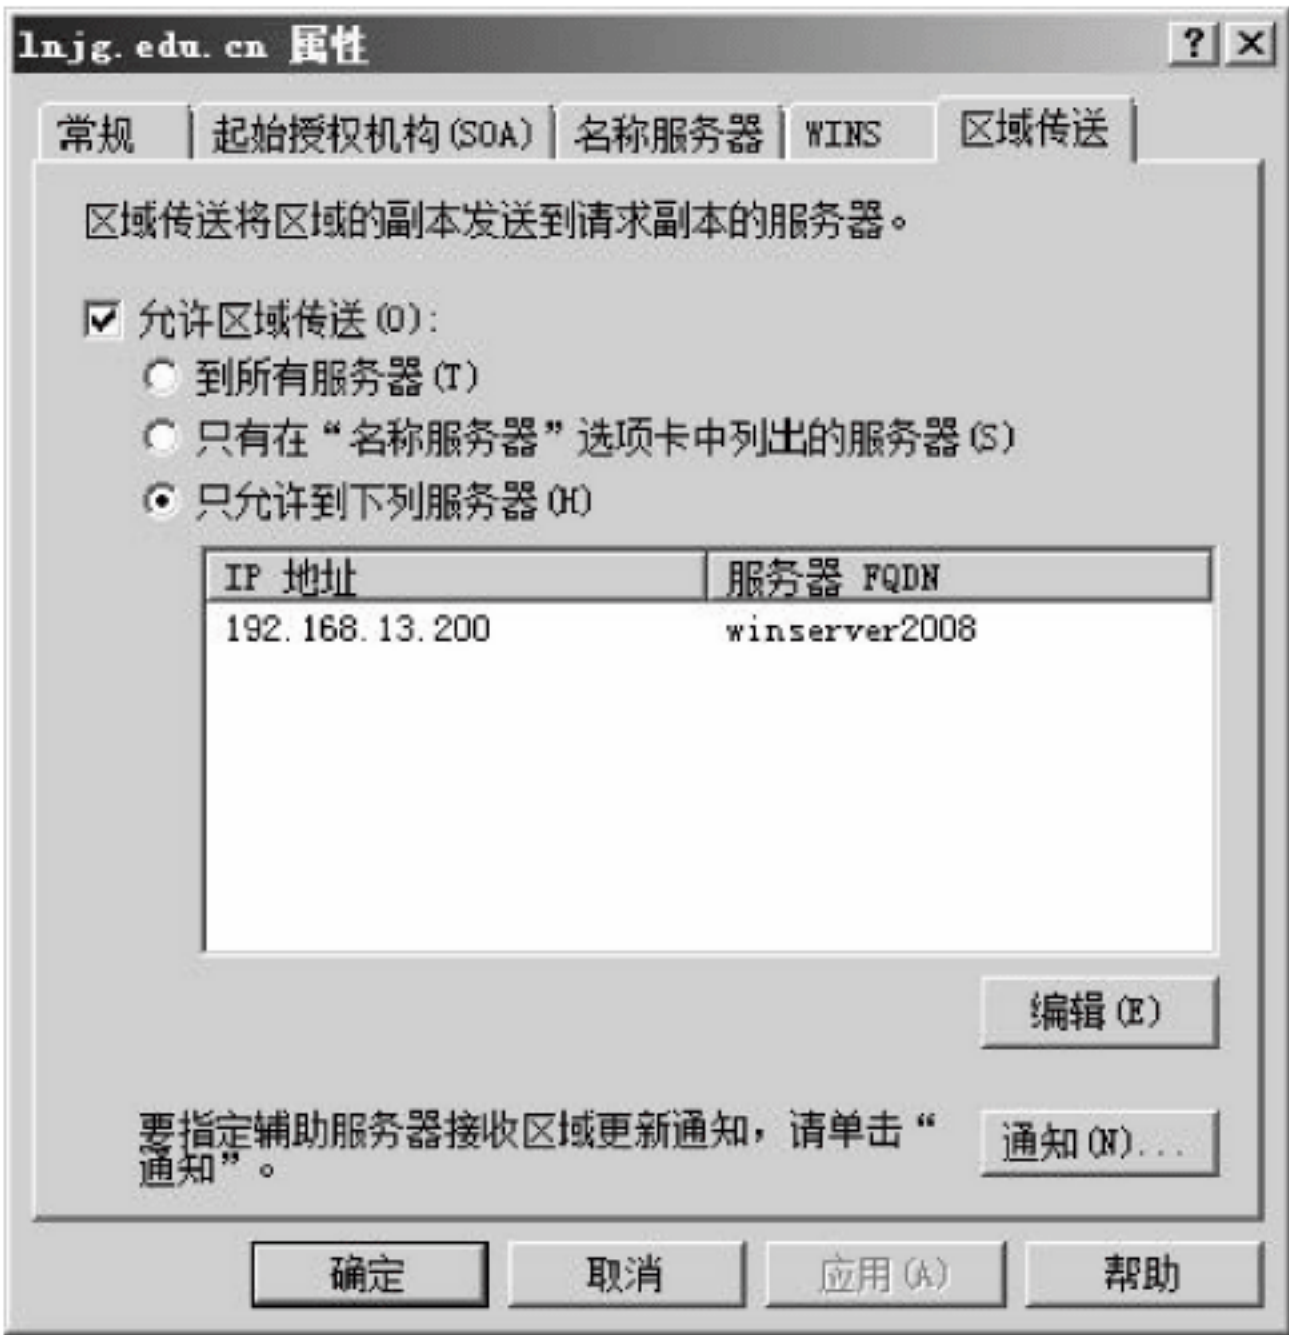 lnjg.edu.cn 属性
常规 起始授权机构(SOA) 名称服务器 WINS 区域传送
区域传送将区域的副本发送到请求副本的服务器。
允许区域传送(O):
到所有服务器(T)
只有在“名称服务器”选项卡中列出的服务器(S)
只允许到下列服务器(H)
IP 地址 服务器 FQDN
192.168.13.200 winserver2008
编辑(E)
要指定辅助服务器接收区域更新通知，请单击“
通知”。
通知(N)...
确定 取消 应用(A) 帮助